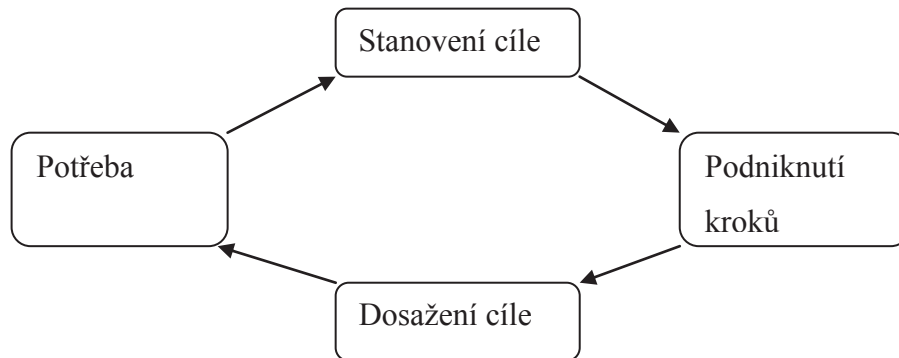 Stanovení cíle
Potřeba
Podniknutí
kroků
Dosažení cíle